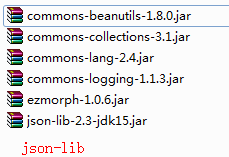 commons-beanutils-1.8.0.jar
commons-collections-3.1.jar
commons-lang-2.4.jar
commons-logging-1.1.3.jar
ezmorph-1.0.6.jar
json-lib-2.3-jdk15.jar
json-lib